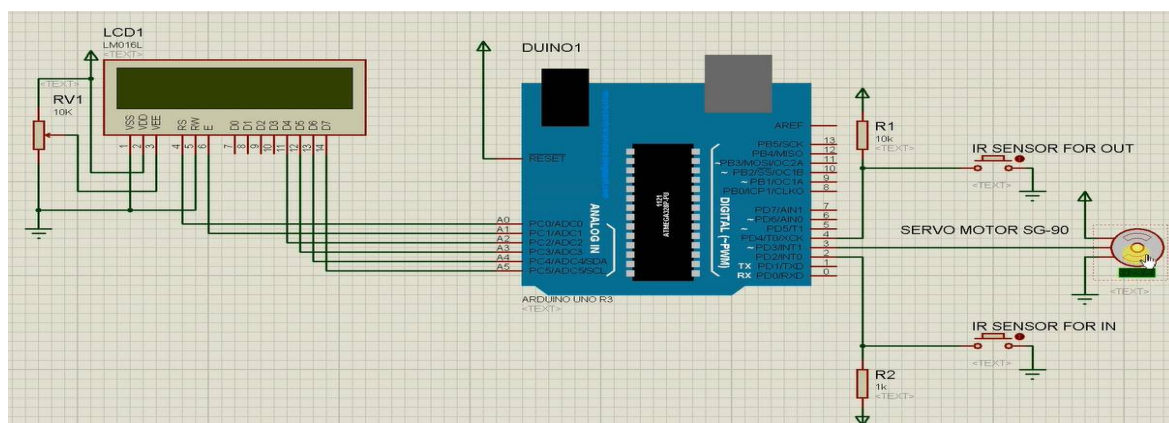 LCD1
LM016L
<TEXT>
<TEXT>
RV1
10K
VSS
VDD
VEE
RS
RW
E
D0
D1
D2
D3
D4
D5
D6
D7
1
2
3
4
5
6
7
8
9
10
11
12
13
14
DUINO1
RESET
AREF
PB5/SCK 13
PB4/MISO 12
~PB3/MOSI/OC2A 11
~ PB2/SS/OC1B 10
~ PB1/OC1A 9
PB0/ICP1/CLKO 8
PD7/AIN1 7
~ PD6/AIN0 6
~ PD5/T1 5
PD4/T0/XCK 4
~ PD3/INT1 3
PD2/INT0 2
TX PD1/TXD 1
RX PD0/RXD 0
A0 PC0/ADC0
A1 PC1/ADC1
A2 PC2/ADC2
A3 PC3/ADC3
A4 PC4/ADC4/SDA
A5 PC5/ADC5/SCL
ANALOG IN
1121
ATMEGA328P-PU
DIGITAL (~PWM)
ARDUINO UNO R3
<TEXT>
R1
10k
<TEXT>
IR SENSOR FOR OUT
<TEXT>
SERVO MOTOR SG-90
<TEXT>
IR SENSOR FOR IN
<TEXT>
R2
1k
<TEXT>